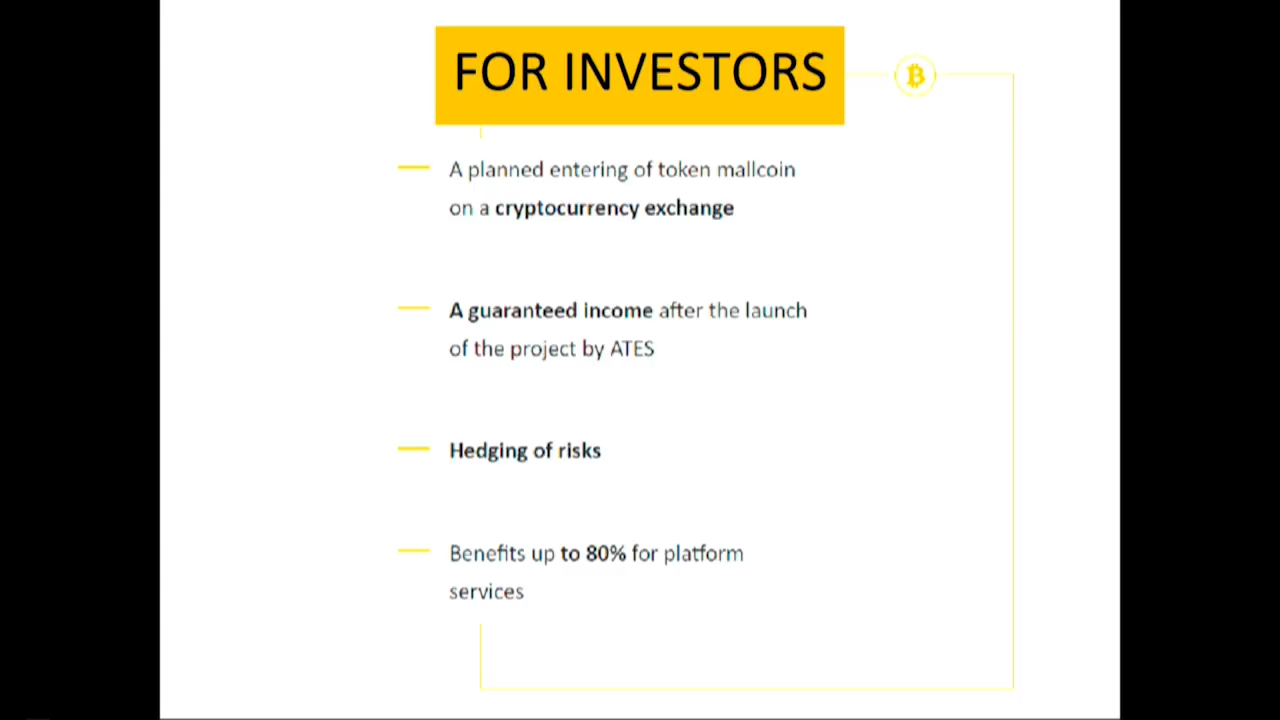 FOR INVESTORS
A planned entering of token mallcoin
on a cryptocurrency exchange
A guaranteed income after the launch
of the project by ATES
Hedging of risks
Benefits up to 80% for platform
services